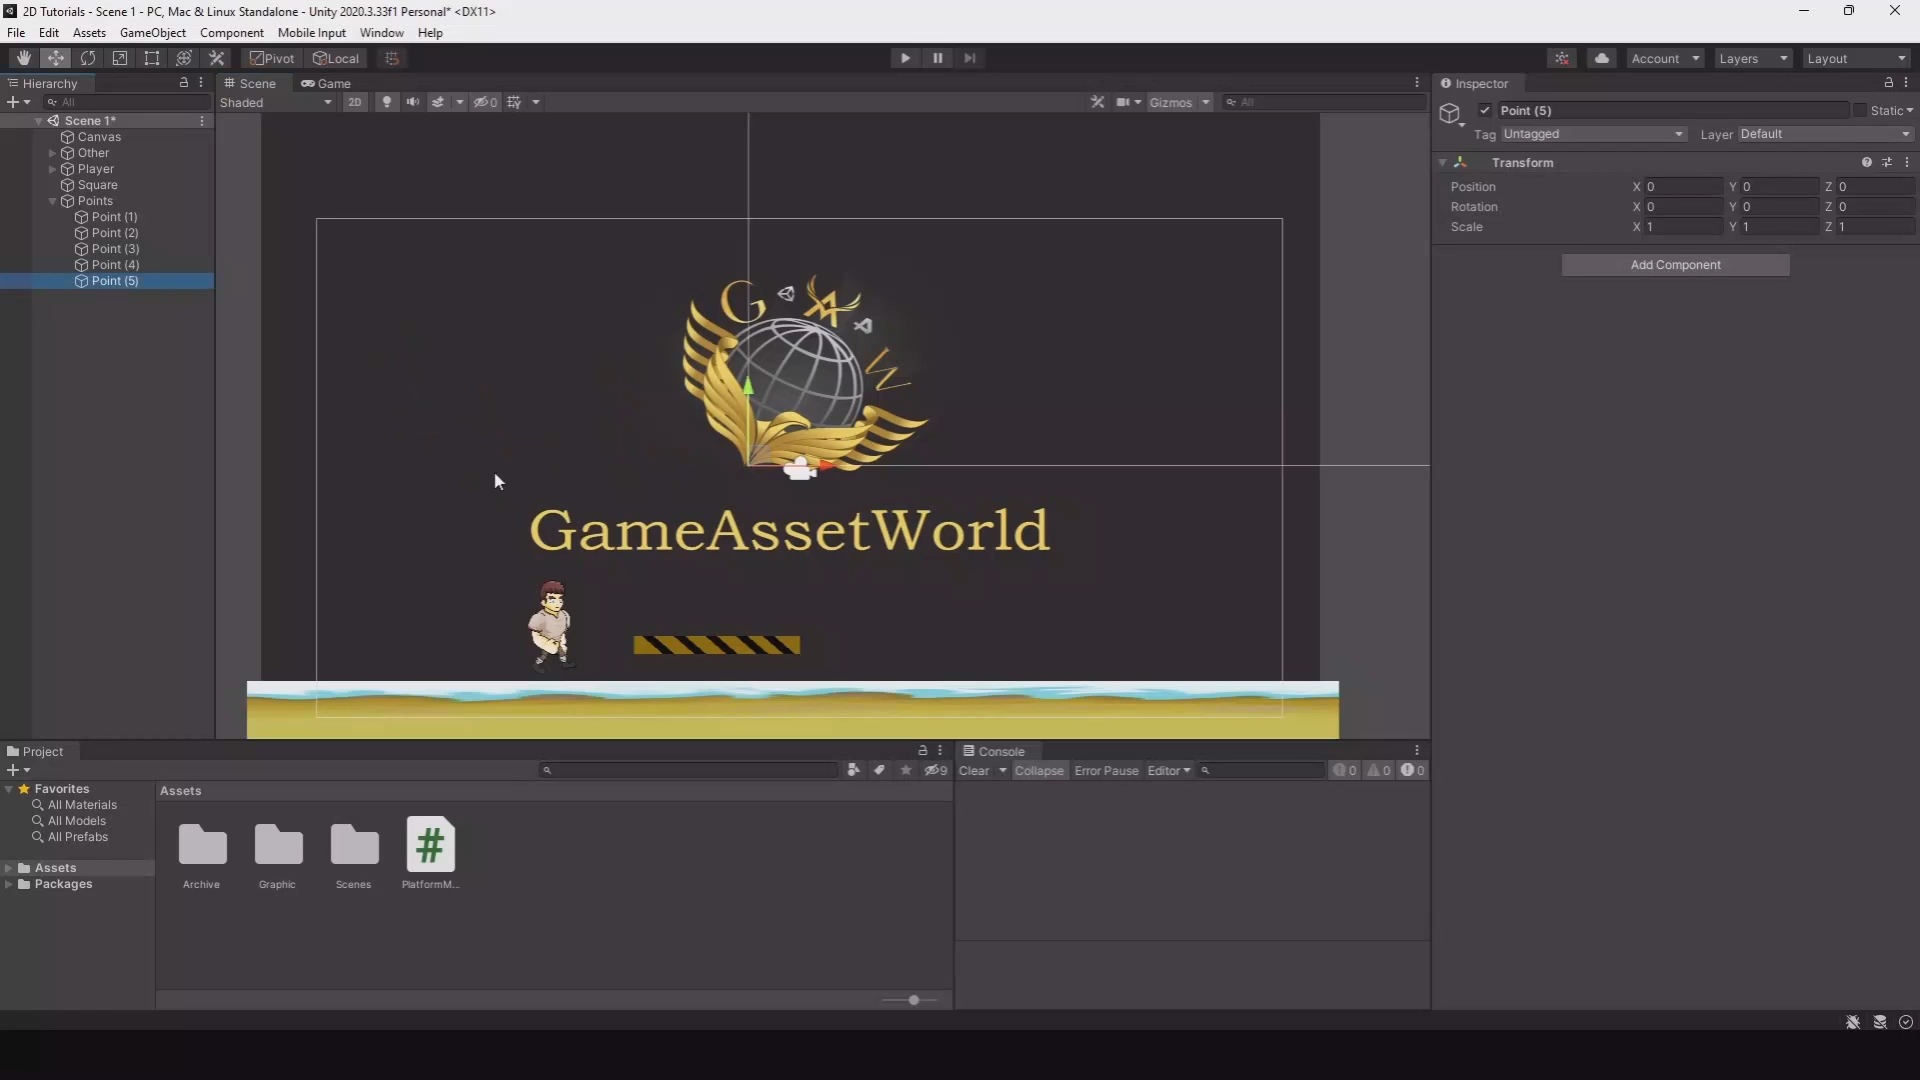 2D Tutorials - Scene 1 - PC, Mac & Linux Standalone - Unity 2020.3.33f1 Personal* <DX11>
File Edit Assets GameObject Component Mobile Input Window Help
Pivot Local Account Layers Layout
Hierarchy Scene Game Inspector
All Shaded 2D 0 Gizmos All
Scene 1*
Canvas
Other
Player
Square
Points
Point (1)
Point (2)
Point (3)
Point (4)
Point (5)
G A W
GameAssetWorld
Point (5) Static
Tag Untagged Layer Default
Transform
Position X 0 Y 0 Z 0
Rotation X 0 Y 0 Z 0
Scale X 1 Y 1 Z 1
Add Component
Project
9
Favorites
All Materials
All Models
All Prefabs
Assets
Packages
Assets
Archive Graphic Scenes PlatformM...
Console
Clear Collapse Error Pause Editor 0 0 0